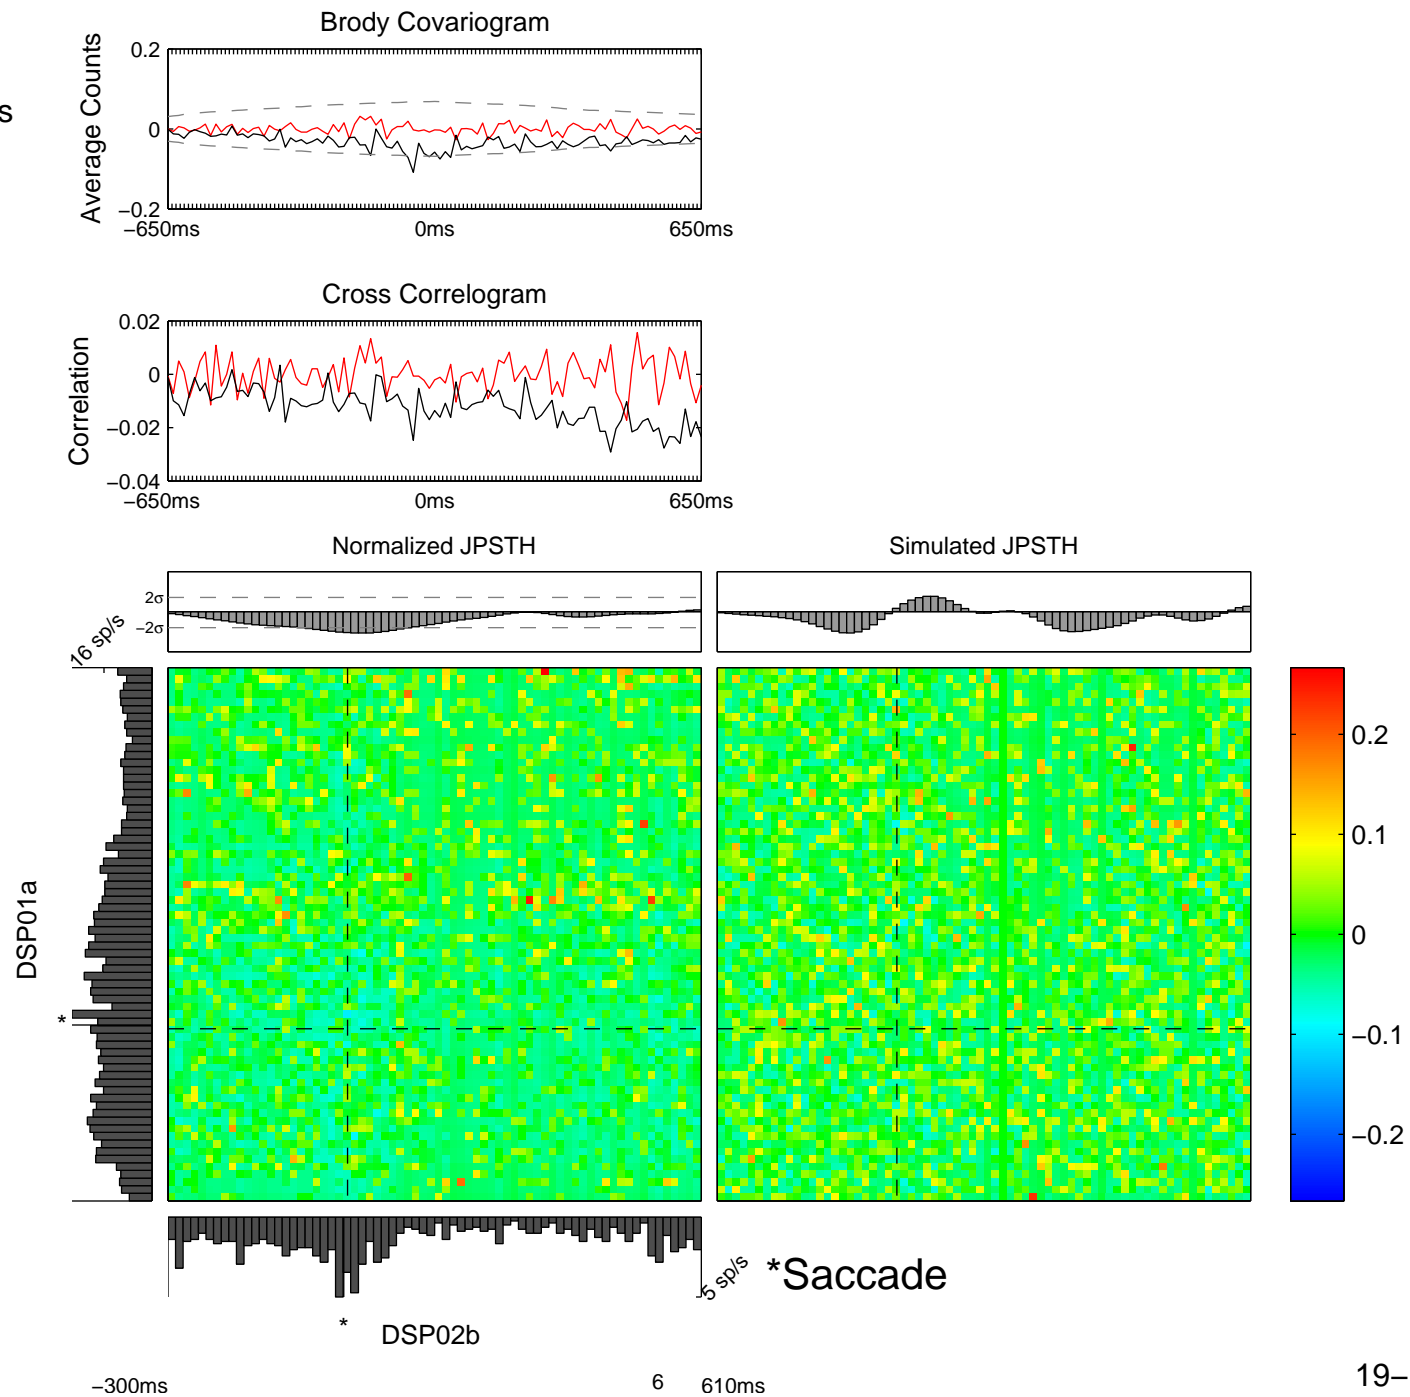 Brody Covariogram
s
Average Counts
0.2
0
−0.2
−650ms
0ms
650ms
Cross Correlogram
Correlation
0.02
0
−0.02
−0.04
−650ms
0ms
650ms
Normalized JPSTH
Simulated JPSTH
2σ
−2σ
16 sp/s
DSP01a
*
0.2
0.1
0
−0.1
−0.2
5 sp/s
*Saccade
*
DSP02b
−300ms
6
610ms
19−